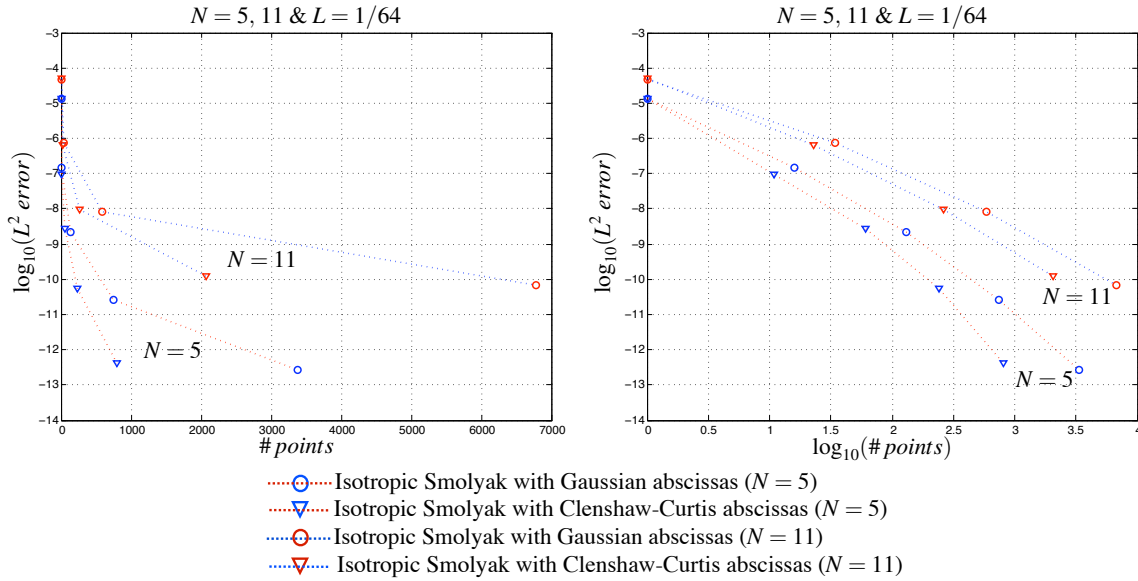 N = 5, 11 & L = 1/64
−3
−4
−5
−6
−7
−8
−9
−10
−11
−12
−13
−14
log₁₀(L² error)
N = 11
N = 5
0
1000
2000
3000
4000
5000
6000
7000
# points
N = 5, 11 & L = 1/64
−3
−4
−5
−6
−7
−8
−9
−10
−11
−12
−13
−14
log₁₀(L² error)
N = 11
N = 5
0
0.5
1
1.5
2
2.5
3
3.5
4
log₁₀(# points)
Isotropic Smolyak with Gaussian abscissas (N = 5)
Isotropic Smolyak with Clenshaw-Curtis abscissas (N = 5)
Isotropic Smolyak with Gaussian abscissas (N = 11)
Isotropic Smolyak with Clenshaw-Curtis abscissas (N = 11)